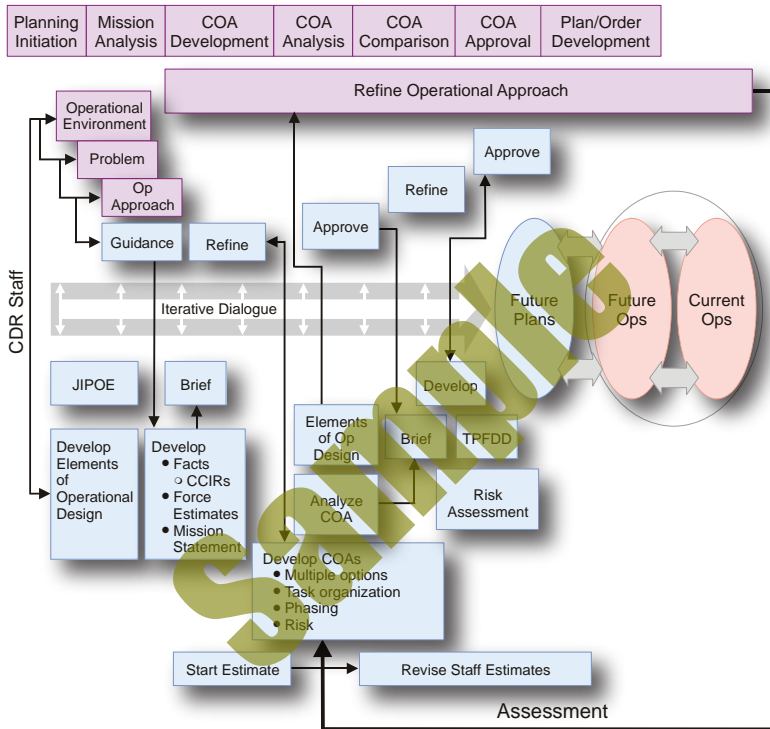 Planning
Initiation
Mission
Analysis
COA
Development
COA
Analysis
COA
Comparison
COA
Approval
Plan/Order
Development
Refine Operational Approach
Operational
Environment
Problem
Op
Approach
Guidance
Refine
Approve
Refine
Approve
CDR Staff
Iterative Dialogue
Future
Plans
Future
Ops
Current
Ops
JIPOE
Brief
Develop
Develop
Elements
of
Operational
Design
Develop
• Facts
○ CCIRs
• Force
Estimates
• Mission
Statement
Elements
of Op
Design
Brief
TPFDD
Analyze
COA
Risk
Assessment
Develop COAs
• Multiple options
• Task organization
• Phasing
• Risk
Start Estimate
Revise Staff Estimates
Assessment
Sample